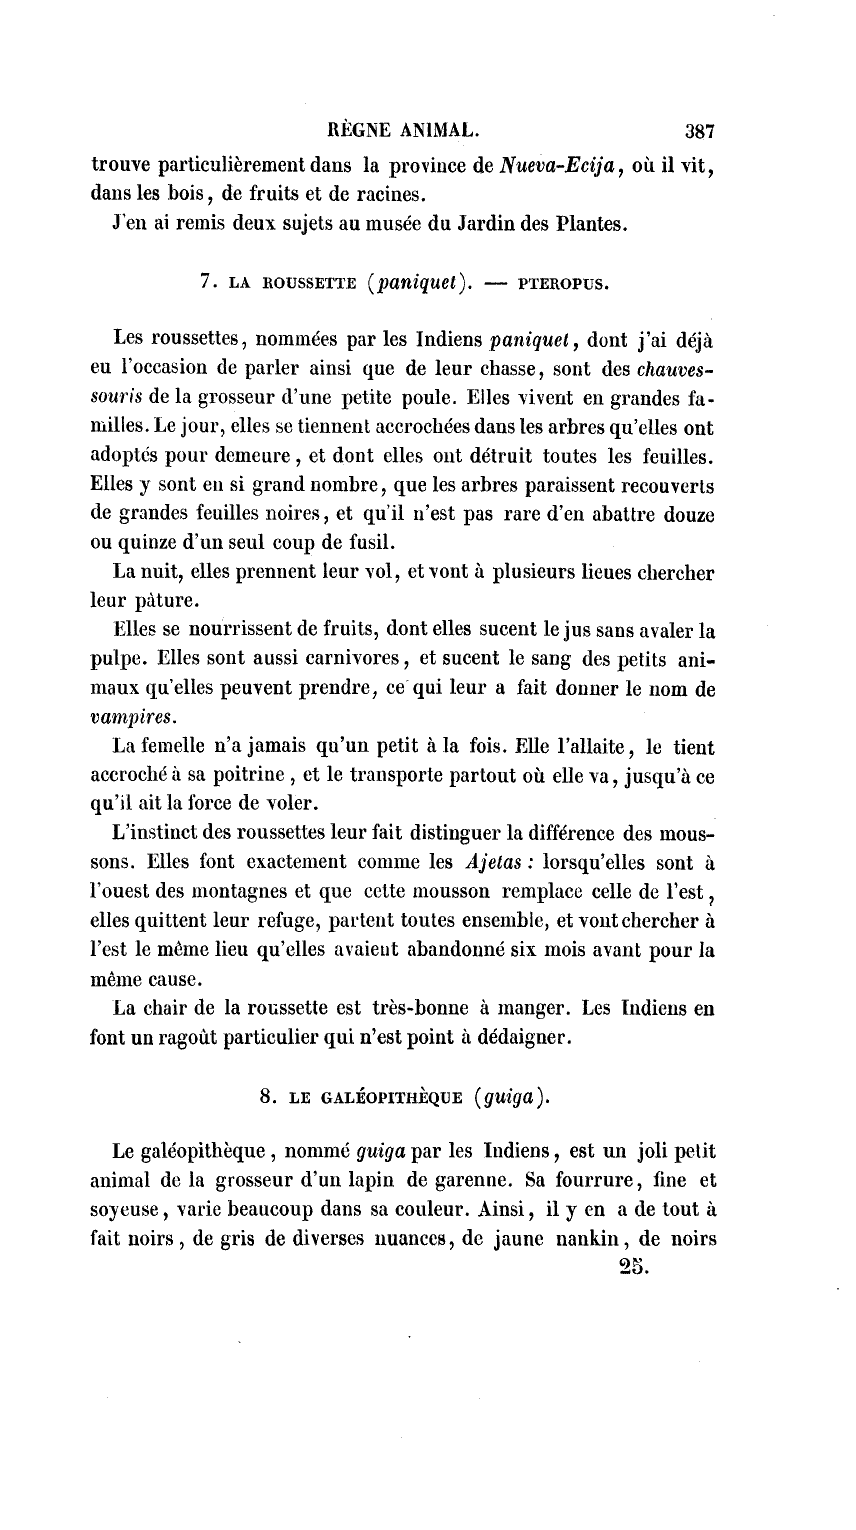 RÈGNE ANIMAL. 387
trouve particulièrement dans la province de Nueva-Ecija, où il vit,
dans les bois, de fruits et de racines.
J'en ai remis deux sujets au musée du Jardin des Plantes.
7. LA ROUSSETTE (paniquet). — PTEROPUS.
Les roussettes, nommées par les Indiens paniquet, dont j'ai déjà
eu l'occasion de parler ainsi que de leur chasse, sont des chauves-
souris de la grosseur d'une petite poule. Elles vivent en grandes fa-
milles. Le jour, elles se tiennent accrochées dans les arbres qu'elles ont
adoptés pour demeure, et dont elles ont détruit toutes les feuilles.
Elles y sont en si grand nombre, que les arbres paraissent recouverts
de grandes feuilles noires, et qu'il n'est pas rare d'en abattre douze
ou quinze d'un seul coup de fusil.
La nuit, elles prennent leur vol, et vont à plusieurs lieues chercher
leur pâture.
Elles se nourrissent de fruits, dont elles sucent le jus sans avaler la
pulpe. Elles sont aussi carnivores, et sucent le sang des petits ani-
maux qu'elles peuvent prendre, ce qui leur a fait donner le nom de
vampires.
La femelle n'a jamais qu'un petit à la fois. Elle l'allaite, le tient
accroché à sa poitrine, et le transporte partout où elle va, jusqu'à ce
qu'il ait la force de voler.
L'instinct des roussettes leur fait distinguer la différence des mous-
sons. Elles font exactement comme les Ajetas : lorsqu'elles sont à
l'ouest des montagnes et que cette mousson remplace celle de l'est,
elles quittent leur refuge, partent toutes ensemble, et vont chercher à
l'est le même lieu qu'elles avaient abandonné six mois avant pour la
même cause.
La chair de la roussette est très-bonne à manger. Les Indiens en
font un ragoût particulier qui n'est point à dédaigner.
8. LE GALÉOPITHÈQUE (guiga).
Le galéopithèque, nommé guiga par les Indiens, est un joli petit
animal de la grosseur d'un lapin de garenne. Sa fourrure, fine et
soyeuse, varie beaucoup dans sa couleur. Ainsi, il y en a de tout à
fait noirs, de gris de diverses nuances, de jaune nankin, de noirs
25.